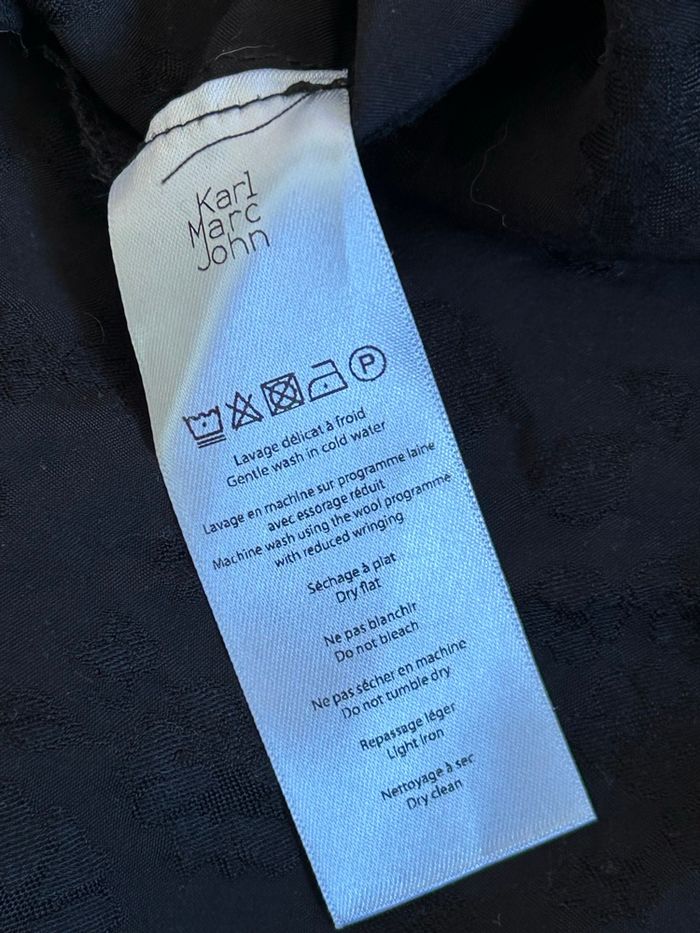 Karl
Marc
John
P
Lavage délicat à froid
Gentle wash in cold water
Lavage en machine sur programme laine
avec essorage réduit
Machine wash using the wool programme
with reduced wringing
Séchage à plat
Dry flat
Ne pas blanchir
Do not bleach
Ne pas sécher en machine
Do not tumble dry
Repassage léger
Light iron
Nettoyage à sec
Dry clean